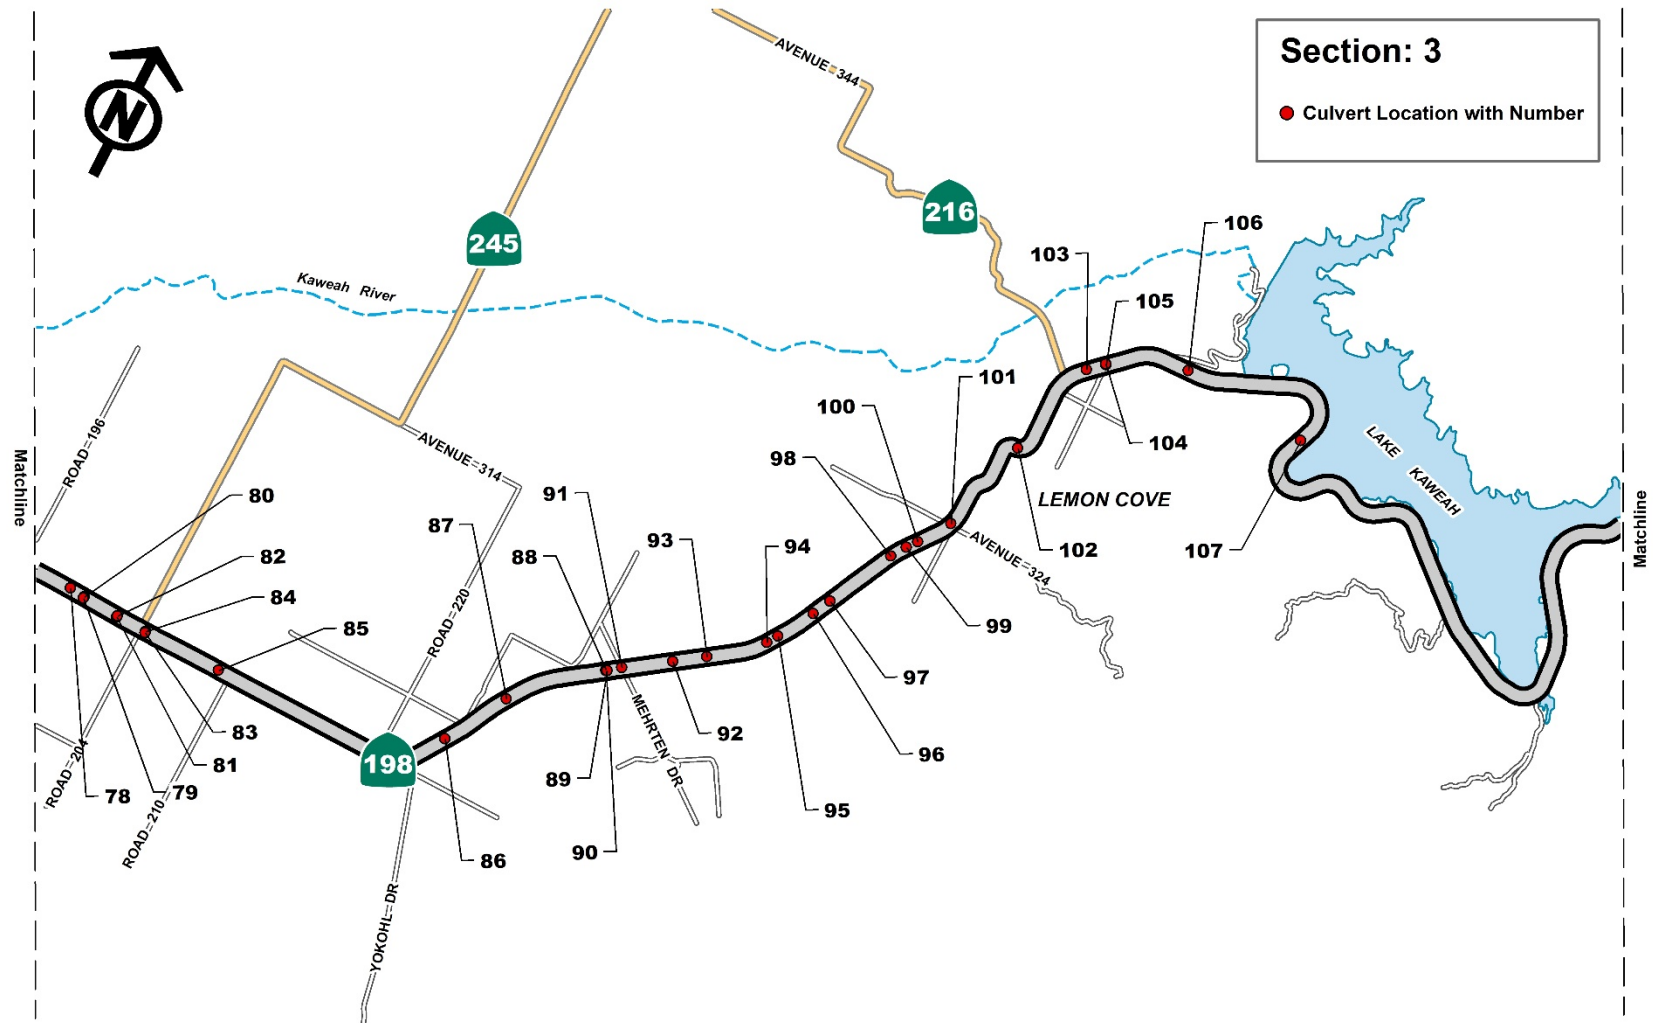 Section: 3
Culvert Location with Number
N
AVENUE 344
216
245
106
103
Kaweah River
105
101
100
104
ROAD 196
AVENUE 314
98
LAKE KAWEAH
LEMON COVE
Matchline
Matchline
80
91
87
93
94
102
107
82
88
AVENUE 324
84
ROAD 220
85
99
97
MEHRTEN DR
83
92
96
198
81
89
ROAD 204
78
79
95
ROAD 210
90
86
YOKOHL DR